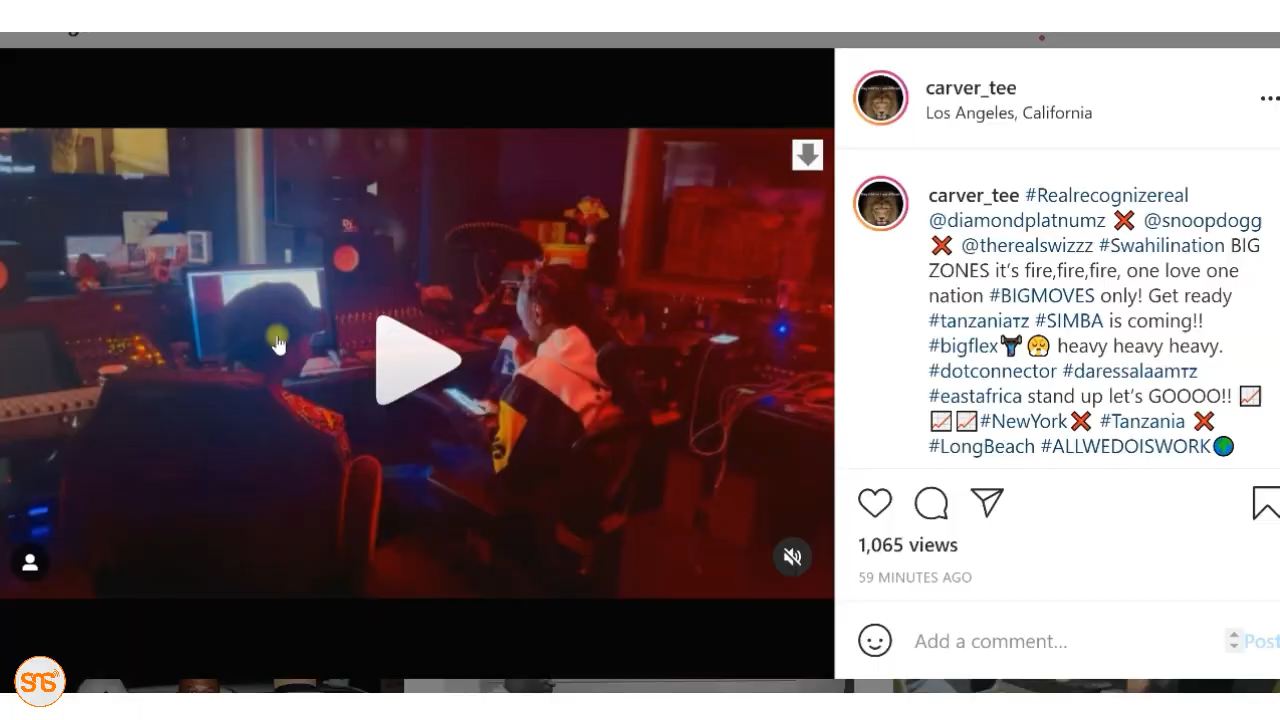 carver_tee
Los Angeles, California
carver_tee #Realrecognizereal
@diamondplatnumz ❌ @snoopdogg
❌ @therealswizzz #Swahilination BIG
ZONES it's fire,fire,fire, one love one
nation #BIGMOVES only! Get ready
#tanzaniaтz #SIMBA is coming!!
#bigflex🏋️😤 heavy heavy heavy.
#dotconnector #daressalaamтz
#eastafrica stand up let's GOOOO!! 📈
📈📈#NewYork❌ #Tanzania ❌
#LongBeach #ALLWEDOISWORK🌍
1,065 views
59 MINUTES AGO
Add a comment...
Post
SNS